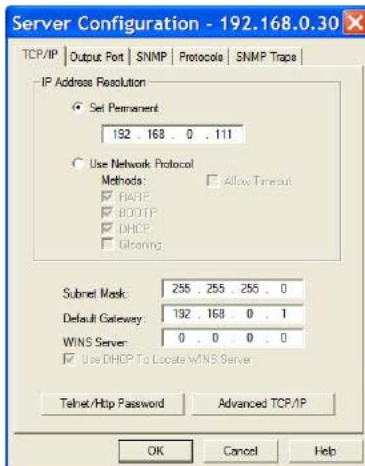 Server Configuration - 192.168.0.30
TCP/IP Output Port SNMP Protocols SNMP Traps
IP Address Resolution
Set Permanent
192 . 168 . 0 . 111
Use Network Protocol
Methods: Allow Timeout
RARP
BOOTP
DHCP
Gleaning
Subnet Mask: 255 . 255 . 255 . 0
Default Gateway: 192 . 168 . 0 . 1
WINS Server: 0 . 0 . 0 . 0
Use DHCP To Locate WINS Server
Telnet/Http Password Advanced TCP/IP
OK Cancel Help